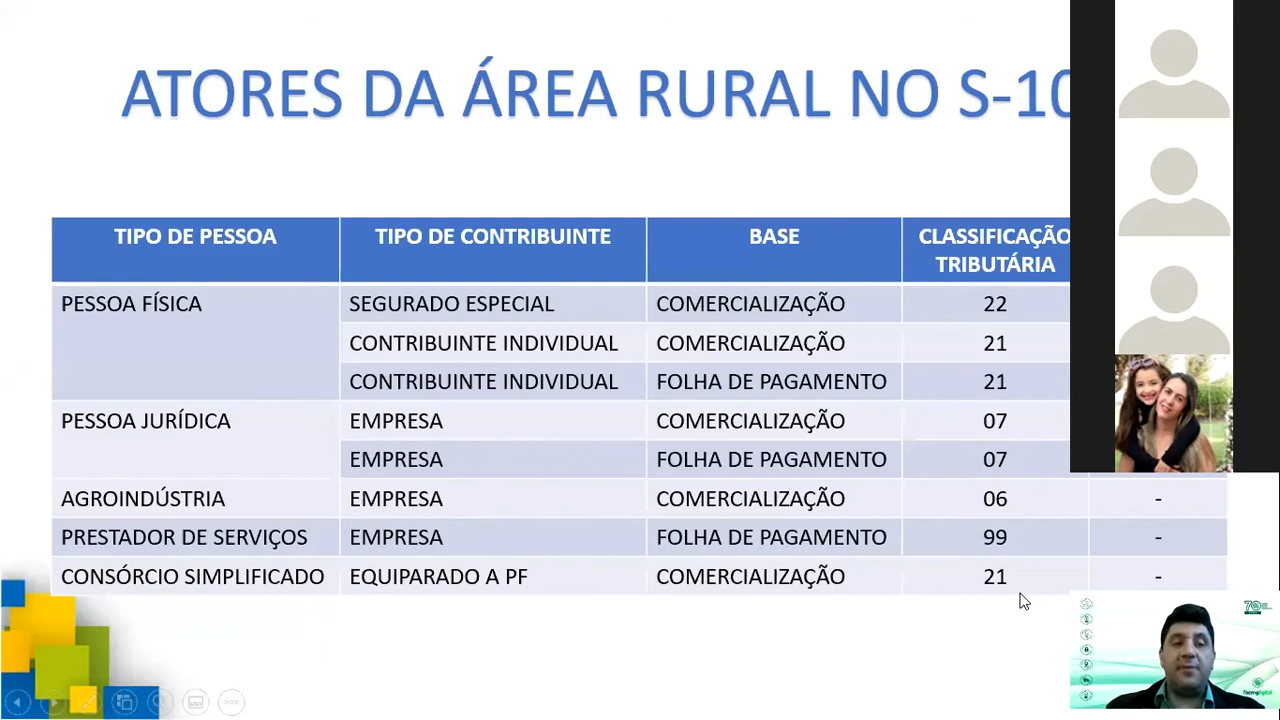 ATORES DA ÁREA RURAL NO S-10
TIPO DE PESSOA TIPO DE CONTRIBUINTE BASE CLASSIFICAÇÃO TRIBUTÁRIA
PESSOA FÍSICA SEGURADO ESPECIAL COMERCIALIZAÇÃO 22
CONTRIBUINTE INDIVIDUAL COMERCIALIZAÇÃO 21
CONTRIBUINTE INDIVIDUAL FOLHA DE PAGAMENTO 21
PESSOA JURÍDICA EMPRESA COMERCIALIZAÇÃO 07
EMPRESA FOLHA DE PAGAMENTO 07
AGROINDÚSTRIA EMPRESA COMERCIALIZAÇÃO 06 -
PRESTADOR DE SERVIÇOS EMPRESA FOLHA DE PAGAMENTO 99 -
CONSÓRCIO SIMPLIFICADO EQUIPARADO A PF COMERCIALIZAÇÃO 21 -
70
faemgdigital